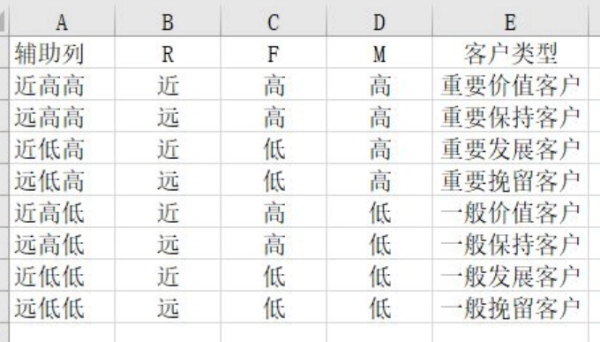 A B C D E
辅助列 R F M 客户类型
近高高 近 高 高 重要价值客户
远高高 远 高 高 重要保持客户
近低高 近 低 高 重要发展客户
远低高 远 低 高 重要挽留客户
近高低 近 高 低 一般价值客户
远高低 远 高 低 一般保持客户
近低低 近 低 低 一般发展客户
远低低 远 低 低 一般挽留客户